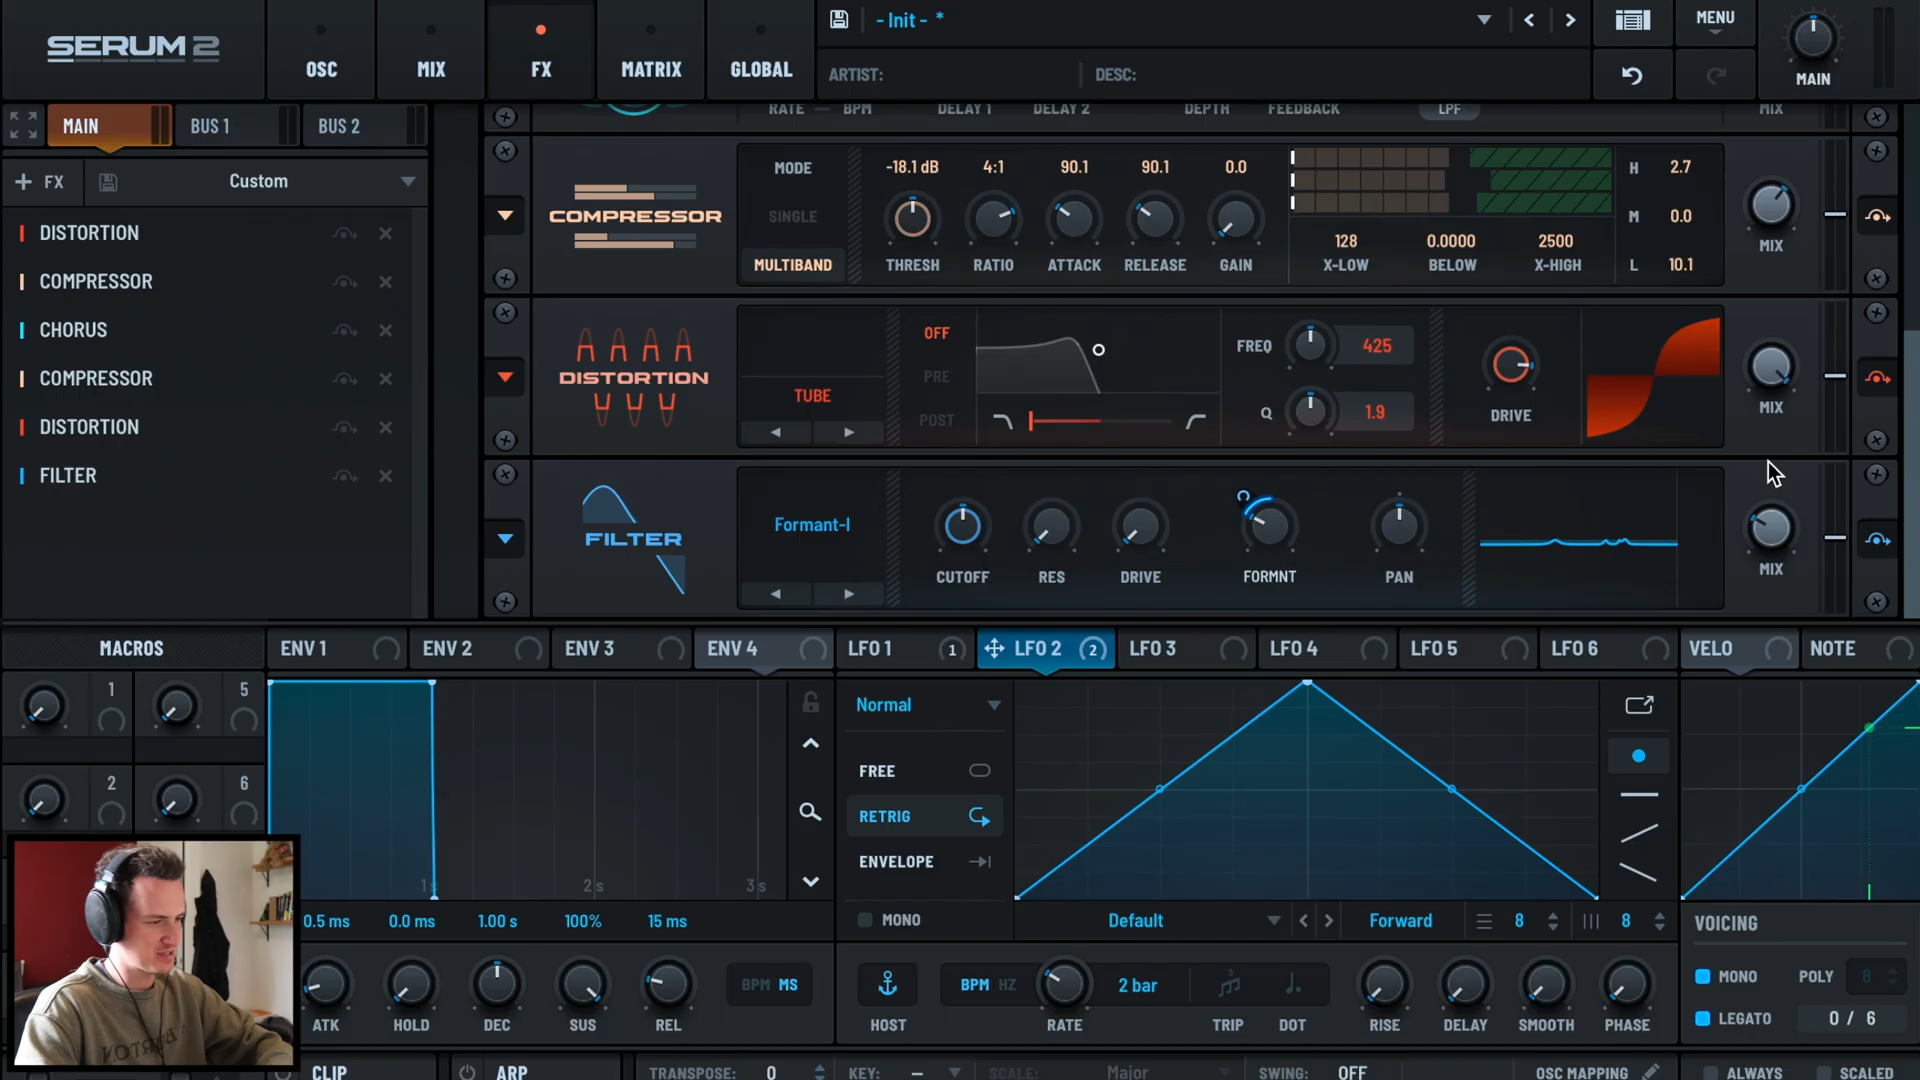 SERUM 2
OSC
MIX
FX
MATRIX
GLOBAL
- Init - *
ARTIST:
DESC:
MENU
MAIN
MAIN
BUS 1
BUS 2
+ FX
Custom
DISTORTION
COMPRESSOR
CHORUS
COMPRESSOR
DISTORTION
FILTER
RATE — BPM DELAY 1 DELAY 2 DEPTH FEEDBACK LPF MIX
COMPRESSOR
MODE
SINGLE
MULTIBAND
-18.1 dB 4:1 90.1 90.1 0.0
THRESH RATIO ATTACK RELEASE GAIN
128 0.0000 2500
X-LOW BELOW X-HIGH
H 2.7
M 0.0
L 10.1
MIX
DISTORTION
TUBE
OFF
PRE
POST
FREQ 425
Q 1.9
DRIVE
MIX
FILTER
Formant-I
CUTOFF RES DRIVE FORMNT PAN
MIX
MACROS
ENV 1 ENV 2 ENV 3 ENV 4 LFO 1 1 LFO 2 2 LFO 3 LFO 4 LFO 5 LFO 6 VELO NOTE
1 5
2 6
1 s 2 s 3 s
0.5 ms 0.0 ms 1.00 s 100% 15 ms
ATK HOLD DEC SUS REL
BPM MS
Normal
FREE
RETRIG
ENVELOPE
MONO
Default
Forward
8
8
HOST
BPM HZ
RATE
2 bar
3
TRIP DOT
RISE DELAY SMOOTH PHASE
VOICING
MONO POLY 8
LEGATO 0 / 6
CLIP
ARP
TRANSPOSE: 0
KEY: –
SCALE: Major
SWING: OFF
OSC MAPPING
ALWAYS
SCALED